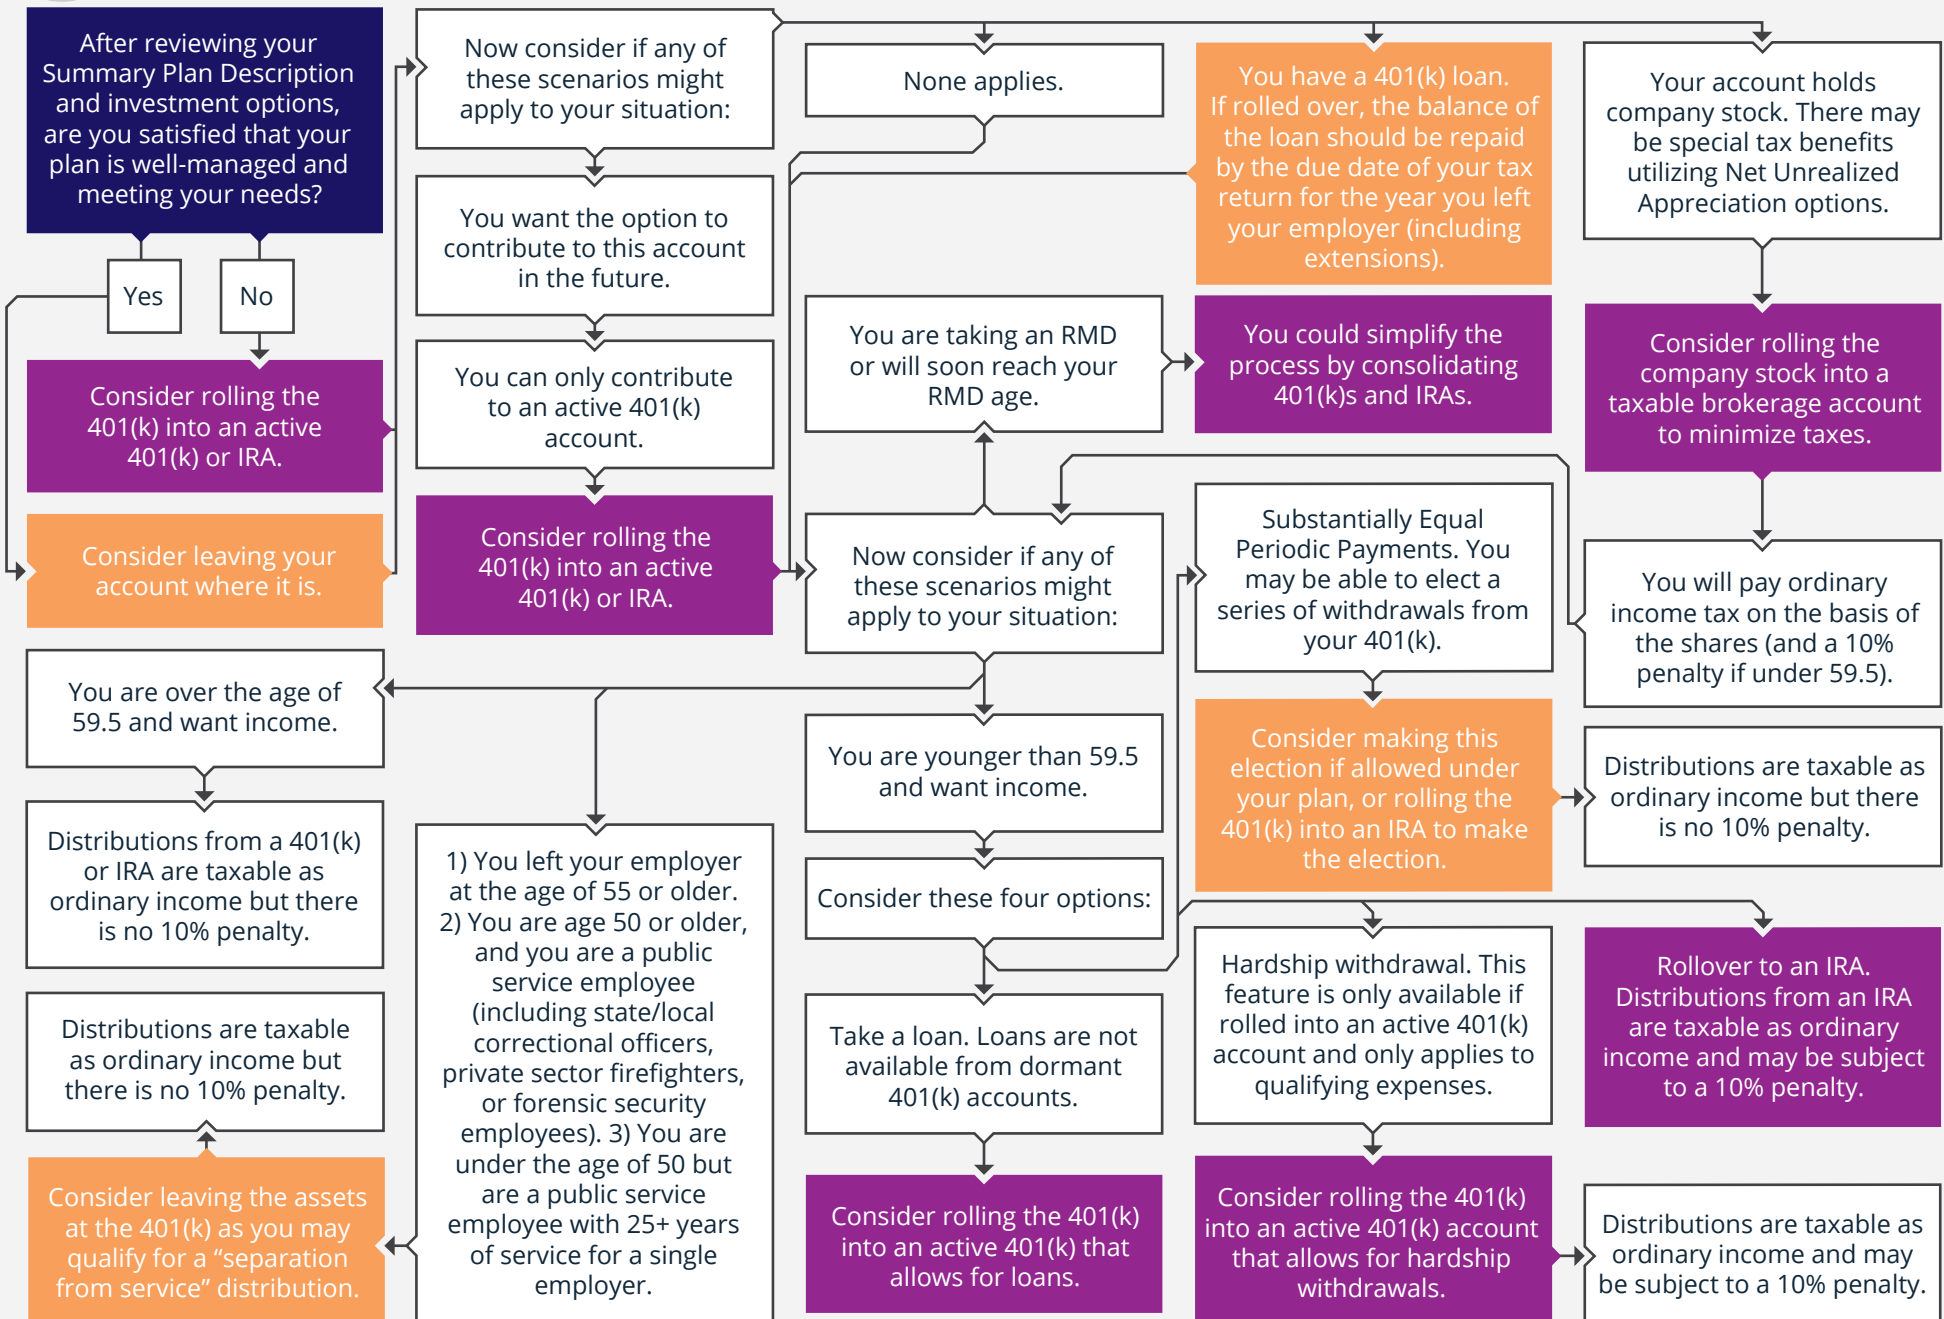 After reviewing your
Summary Plan Description
and investment options,
are you satisfied that your
plan is well-managed and
meeting your needs?
Yes
No
Consider rolling the
401(k) into an active
401(k) or IRA.
Consider leaving your
account where it is.
Now consider if any of
these scenarios might
apply to your situation:
You want the option to
contribute to this account
in the future.
You can only contribute
to an active 401(k)
account.
Consider rolling the
401(k) into an active
401(k) or IRA.
None applies.
You have a 401(k) loan.
If rolled over, the balance of
the loan should be repaid
by the due date of your tax
return for the year you left
your employer (including
extensions).
Your account holds
company stock. There may
be special tax benefits
utilizing Net Unrealized
Appreciation options.
Consider rolling the
company stock into a
taxable brokerage account
to minimize taxes.
You will pay ordinary
income tax on the basis of
the shares (and a 10%
penalty if under 59.5).
You are taking an RMD
or will soon reach your
RMD age.
You could simplify the
process by consolidating
401(k)s and IRAs.
Now consider if any of
these scenarios might
apply to your situation:
You are over the age of
59.5 and want income.
Distributions from a 401(k)
or IRA are taxable as
ordinary income but there
is no 10% penalty.
1) You left your employer
at the age of 55 or older.
2) You are age 50 or older,
and you are a public
service employee
(including state/local
correctional officers,
private sector firefighters,
or forensic security
employees). 3) You are
under the age of 50 but
are a public service
employee with 25+ years
of service for a single
employer.
Consider leaving the assets
at the 401(k) as you may
qualify for a “separation
from service” distribution.
Distributions are taxable
as ordinary income but
there is no 10% penalty.
You are younger than 59.5
and want income.
Consider these four options:
Take a loan. Loans are not
available from dormant
401(k) accounts.
Consider rolling the 401(k)
into an active 401(k) that
allows for loans.
Substantially Equal
Periodic Payments. You
may be able to elect a
series of withdrawals from
your 401(k).
Consider making this
election if allowed under
your plan, or rolling the
401(k) into an IRA to make
the election.
Distributions are taxable as
ordinary income but there
is no 10% penalty.
Hardship withdrawal. This
feature is only available if
rolled into an active 401(k)
account and only applies to
qualifying expenses.
Consider rolling the 401(k)
into an active 401(k) account
that allows for hardship
withdrawals.
Distributions are taxable as
ordinary income and may
be subject to a 10% penalty.
Rollover to an IRA.
Distributions from an IRA
are taxable as ordinary
income and may be subject
to a 10% penalty.